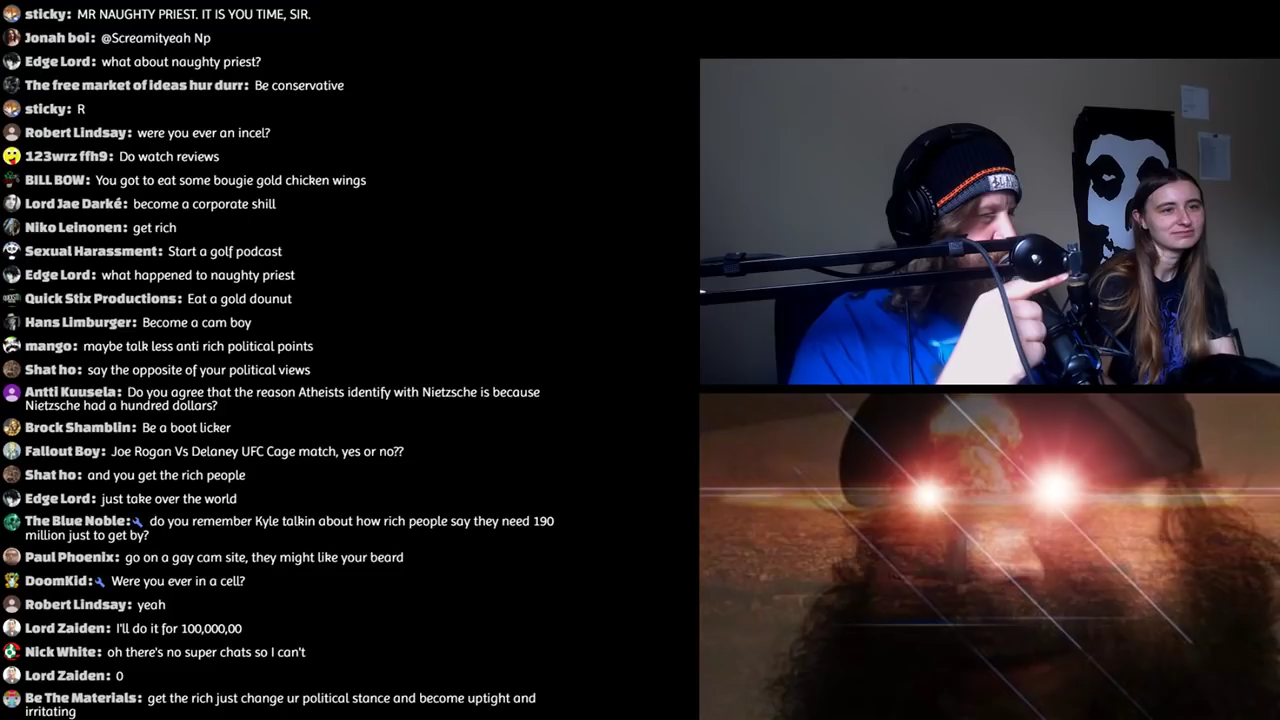 sticky: MR NAUGHTY PRIEST. IT IS YOU TIME, SIR.
Jonah boi: @Screamityeah Np
Edge Lord: what about naughty priest?
The free market of ideas hur durr: Be conservative
sticky: R
Robert Lindsay: were you ever an incel?
123wrz ffh9: Do watch reviews
BILL BOW: You got to eat some bougie gold chicken wings
Lord Jae Darké: become a corporate shill
Niko Leinonen: get rich
Sexual Harassment: Start a golf podcast
Edge Lord: what happened to naughty priest
Quick Stix Productions: Eat a gold dounut
Hans Limburger: Become a cam boy
mango: maybe talk less anti rich political points
Shat ho: say the opposite of your political views
Antti Kuusela: Do you agree that the reason Atheists identify with Nietzsche is because
Nietzsche had a hundred dollars?
Brock Shamblin: Be a boot licker
Fallout Boy: Joe Rogan Vs Delaney UFC Cage match, yes or no??
Shat ho: and you get the rich people
Edge Lord: just take over the world
The Blue Noble: do you remember Kyle talkin about how rich people say they need 190
million just to get by?
Paul Phoenix: go on a gay cam site, they might like your beard
DoomKid: Were you ever in a cell?
Robert Lindsay: yeah
Lord Zaiden: I'll do it for 100,000,00
Nick White: oh there's no super chats so I can't
Lord Zaiden: 0
Be The Materials: get the rich just change ur political stance and become uptight and
irritating